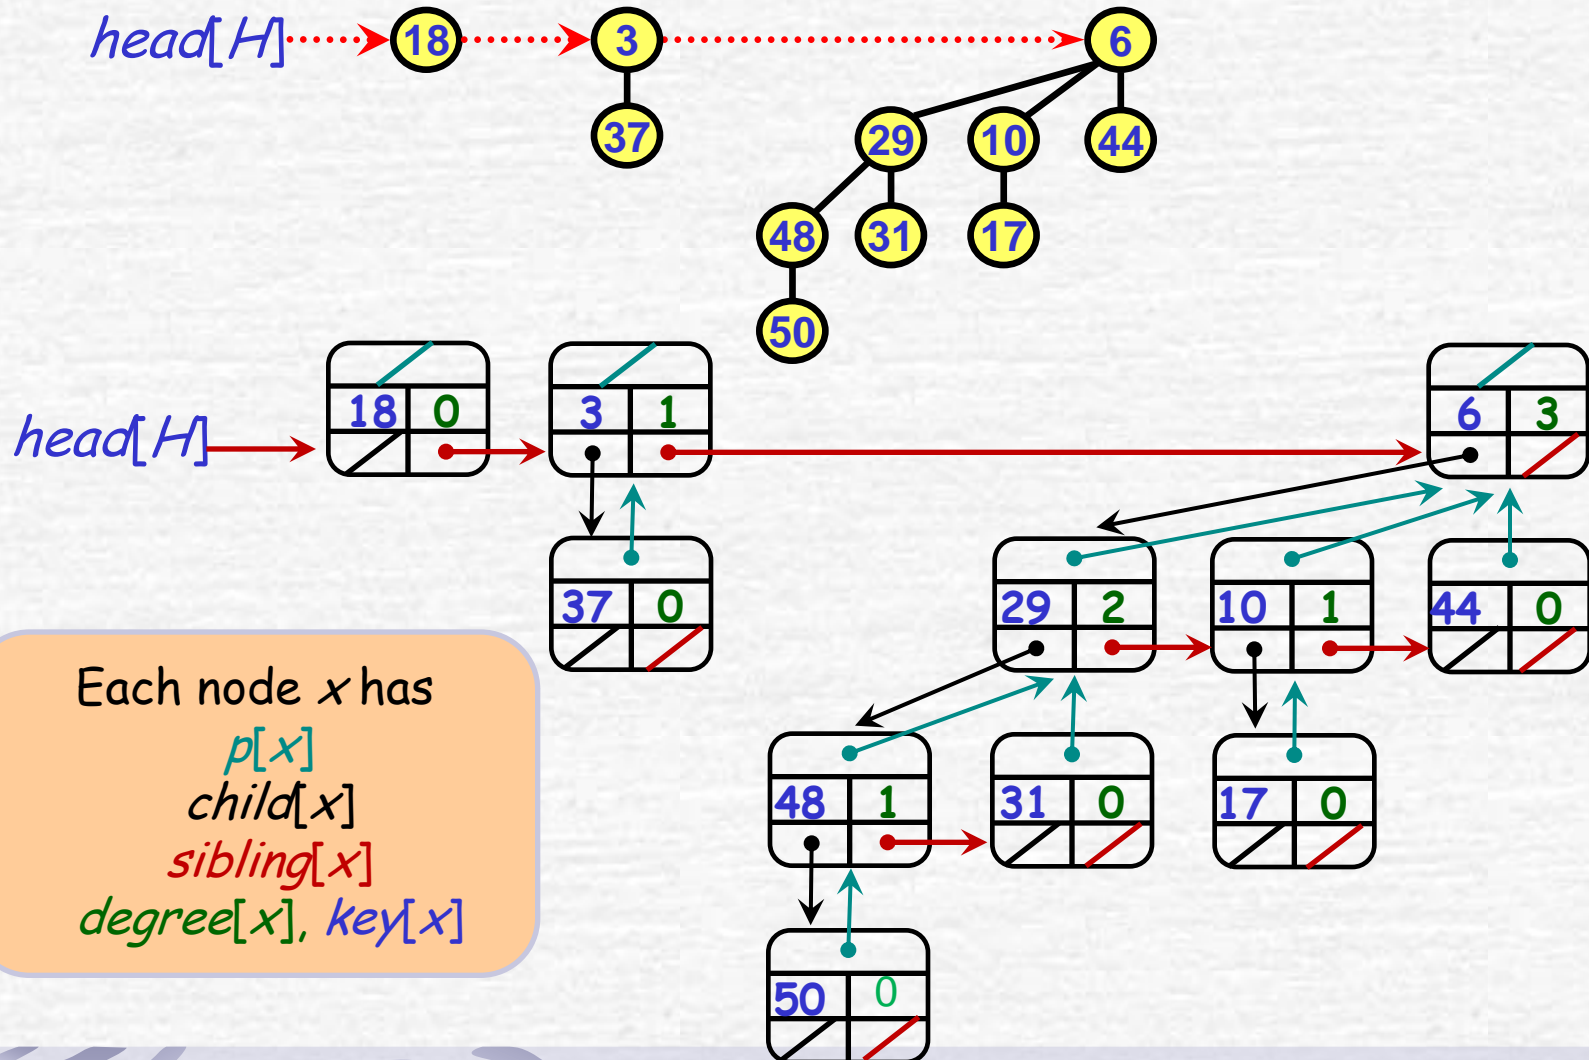 head[H] 18 3 6
37 29 10 44
48 31 17
50
18 0 3 1 6 3
head[H]
37 0 29 2 10 1 44 0
Each node x has
p[x]
child[x]
sibling[x]
degree[x], key[x]
48 1 31 0 17 0
50 0